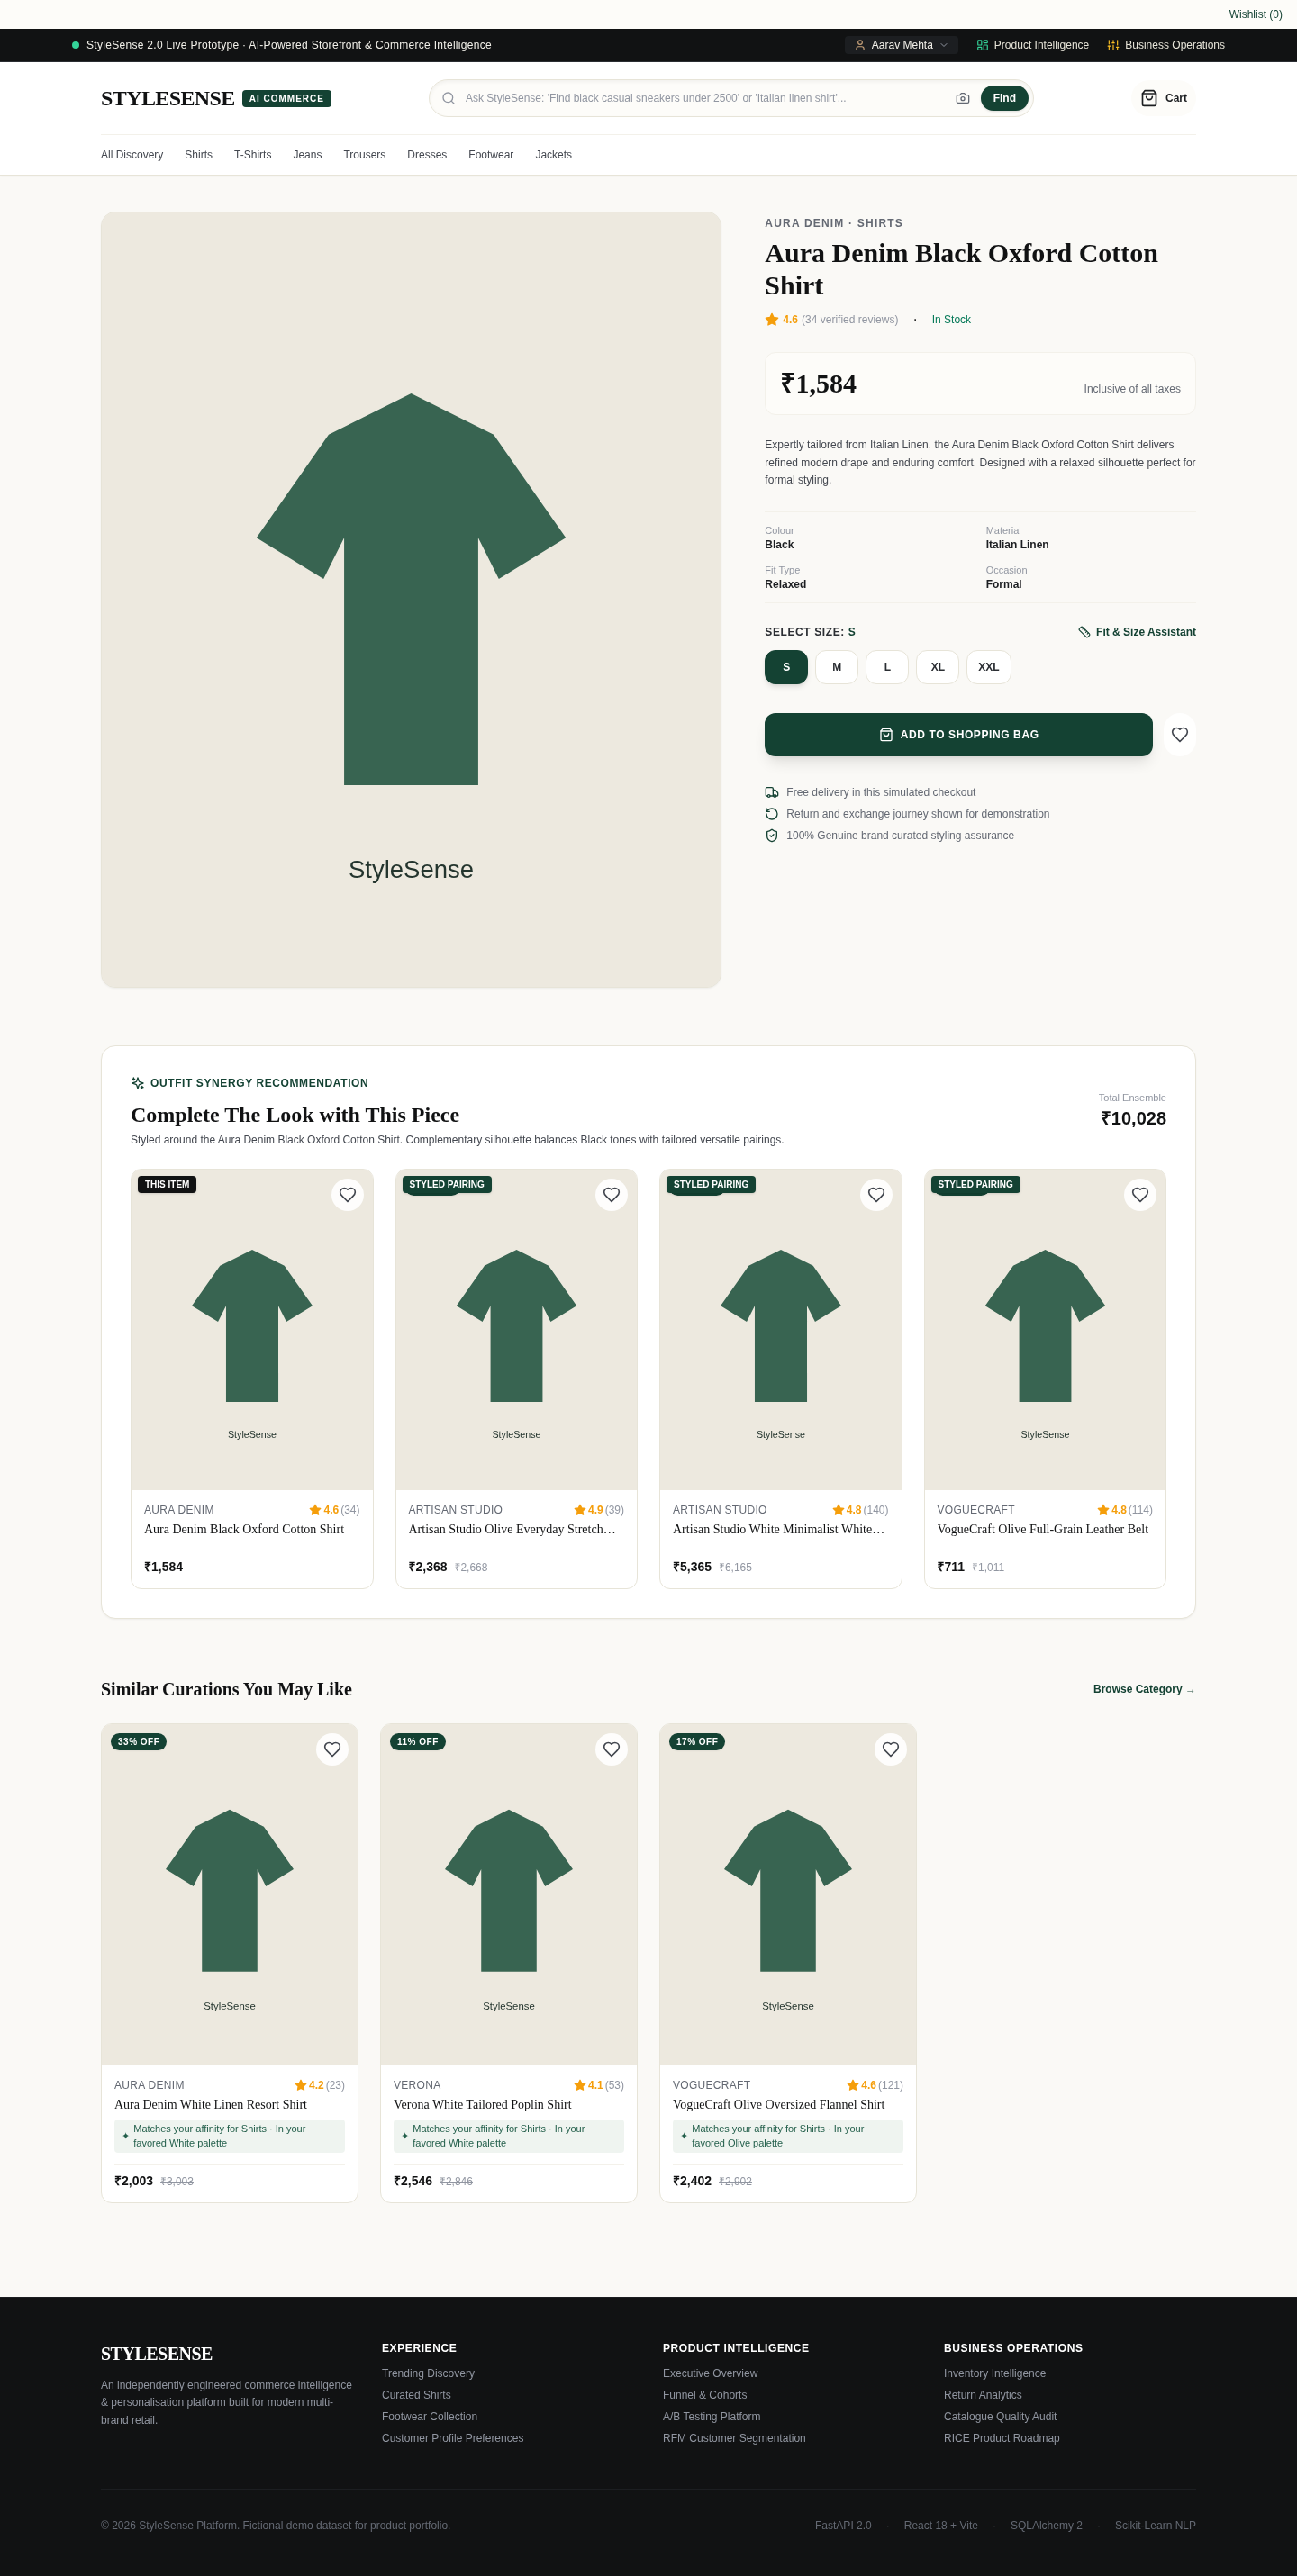 Wishlist (0)
StyleSense 2.0 Live Prototype · AI-Powered Storefront & Commerce Intelligence
Aarav Mehta
Product Intelligence
Business Operations
STYLESENSE
AI COMMERCE
Ask StyleSense: 'Find black casual sneakers under 2500' or 'Italian linen shirt'...
Find
Cart
All Discovery
Shirts
T-Shirts
Jeans
Trousers
Dresses
Footwear
Jackets
StyleSense
AURA DENIM · SHIRTS
Aura Denim Black Oxford Cotton
Shirt
4.6 (34 verified reviews) · In Stock
₹1,584
Inclusive of all taxes
Expertly tailored from Italian Linen, the Aura Denim Black Oxford Cotton Shirt delivers
refined modern drape and enduring comfort. Designed with a relaxed silhouette perfect for
formal styling.
Colour
Black
Material
Italian Linen
Fit Type
Relaxed
Occasion
Formal
SELECT SIZE: S
Fit & Size Assistant
S
M
L
XL
XXL
ADD TO SHOPPING BAG
Free delivery in this simulated checkout
Return and exchange journey shown for demonstration
100% Genuine brand curated styling assurance
OUTFIT SYNERGY RECOMMENDATION
Complete The Look with This Piece
Styled around the Aura Denim Black Oxford Cotton Shirt. Complementary silhouette balances Black tones with tailored versatile pairings.
Total Ensemble
₹10,028
THIS ITEM
StyleSense
AURA DENIM
4.6 (34)
Aura Denim Black Oxford Cotton Shirt
₹1,584
STYLED PAIRING
StyleSense
ARTISAN STUDIO
4.9 (39)
Artisan Studio Olive Everyday Stretch…
₹2,368 ₹2,668
STYLED PAIRING
StyleSense
ARTISAN STUDIO
4.8 (140)
Artisan Studio White Minimalist White…
₹5,365 ₹6,165
STYLED PAIRING
StyleSense
VOGUECRAFT
4.8 (114)
VogueCraft Olive Full-Grain Leather Belt
₹711 ₹1,011
Similar Curations You May Like
Browse Category →
33% OFF
StyleSense
AURA DENIM
4.2 (23)
Aura Denim White Linen Resort Shirt
✦ Matches your affinity for Shirts · In your
favored White palette
₹2,003 ₹3,003
11% OFF
StyleSense
VERONA
4.1 (53)
Verona White Tailored Poplin Shirt
✦ Matches your affinity for Shirts · In your
favored White palette
₹2,546 ₹2,846
17% OFF
StyleSense
VOGUECRAFT
4.6 (121)
VogueCraft Olive Oversized Flannel Shirt
✦ Matches your affinity for Shirts · In your
favored Olive palette
₹2,402 ₹2,902
STYLESENSE
An independently engineered commerce intelligence
& personalisation platform built for modern multi-
brand retail.
EXPERIENCE
Trending Discovery
Curated Shirts
Footwear Collection
Customer Profile Preferences
PRODUCT INTELLIGENCE
Executive Overview
Funnel & Cohorts
A/B Testing Platform
RFM Customer Segmentation
BUSINESS OPERATIONS
Inventory Intelligence
Return Analytics
Catalogue Quality Audit
RICE Product Roadmap
© 2026 StyleSense Platform. Fictional demo dataset for product portfolio.
FastAPI 2.0 · React 18 + Vite · SQLAlchemy 2 · Scikit-Learn NLP